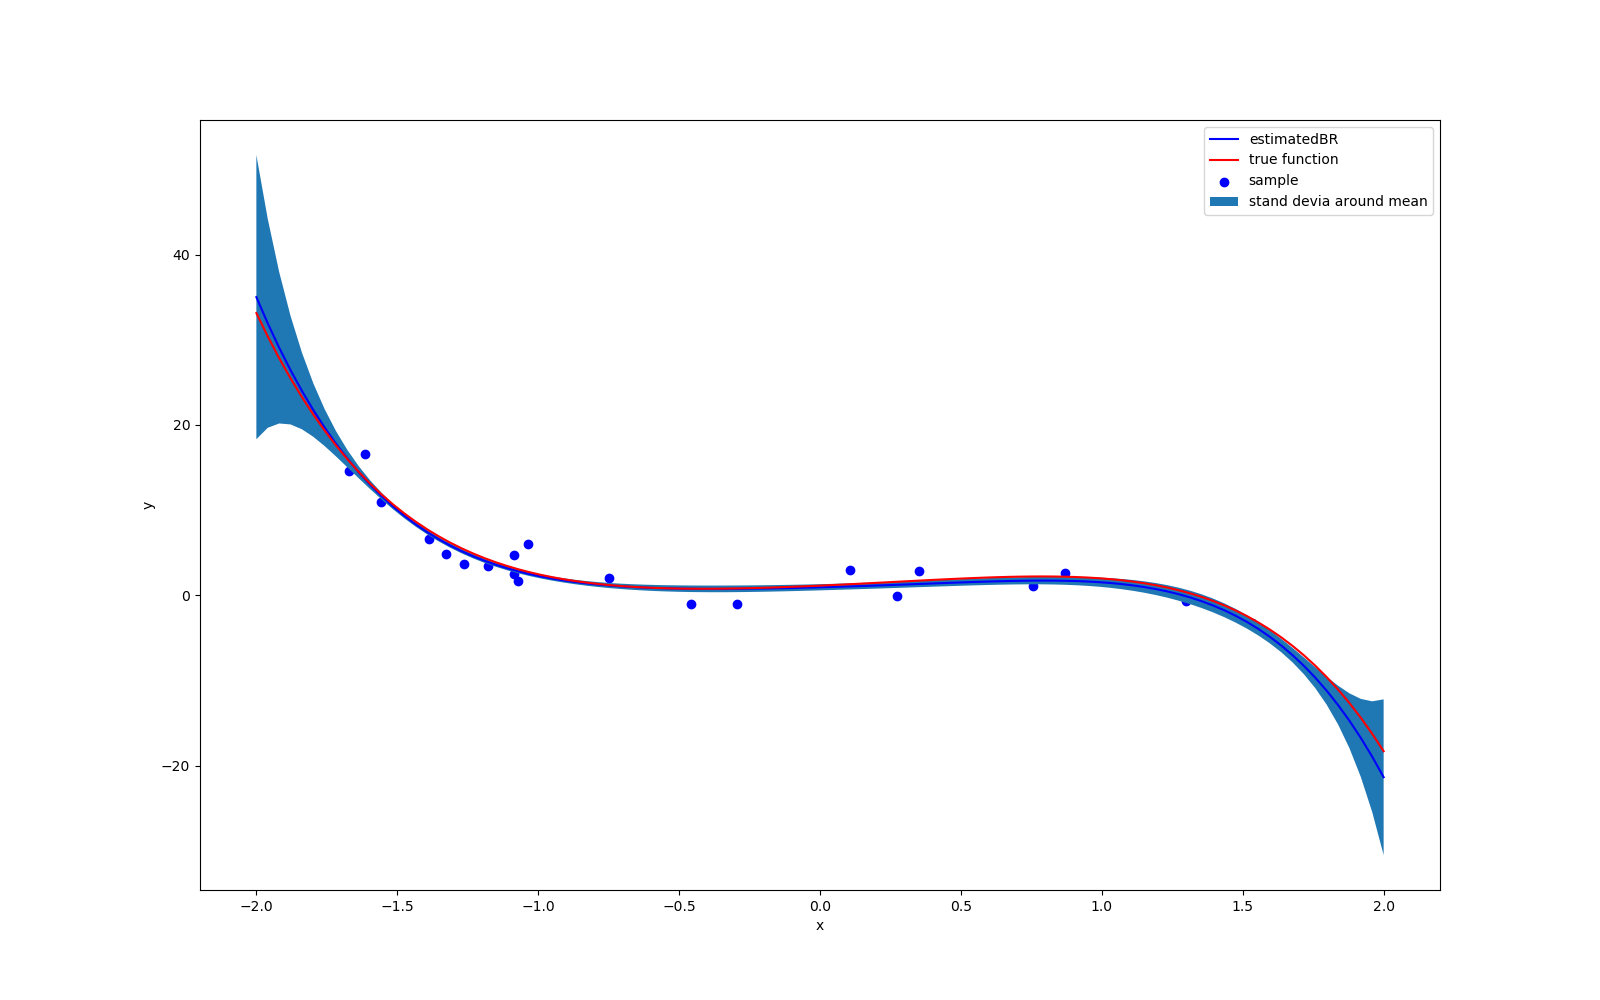 estimatedBR
true function
sample
stand devia around mean
40
20
0
−20
y
−2.0 −1.5 −1.0 −0.5 0.0 0.5 1.0 1.5 2.0
x